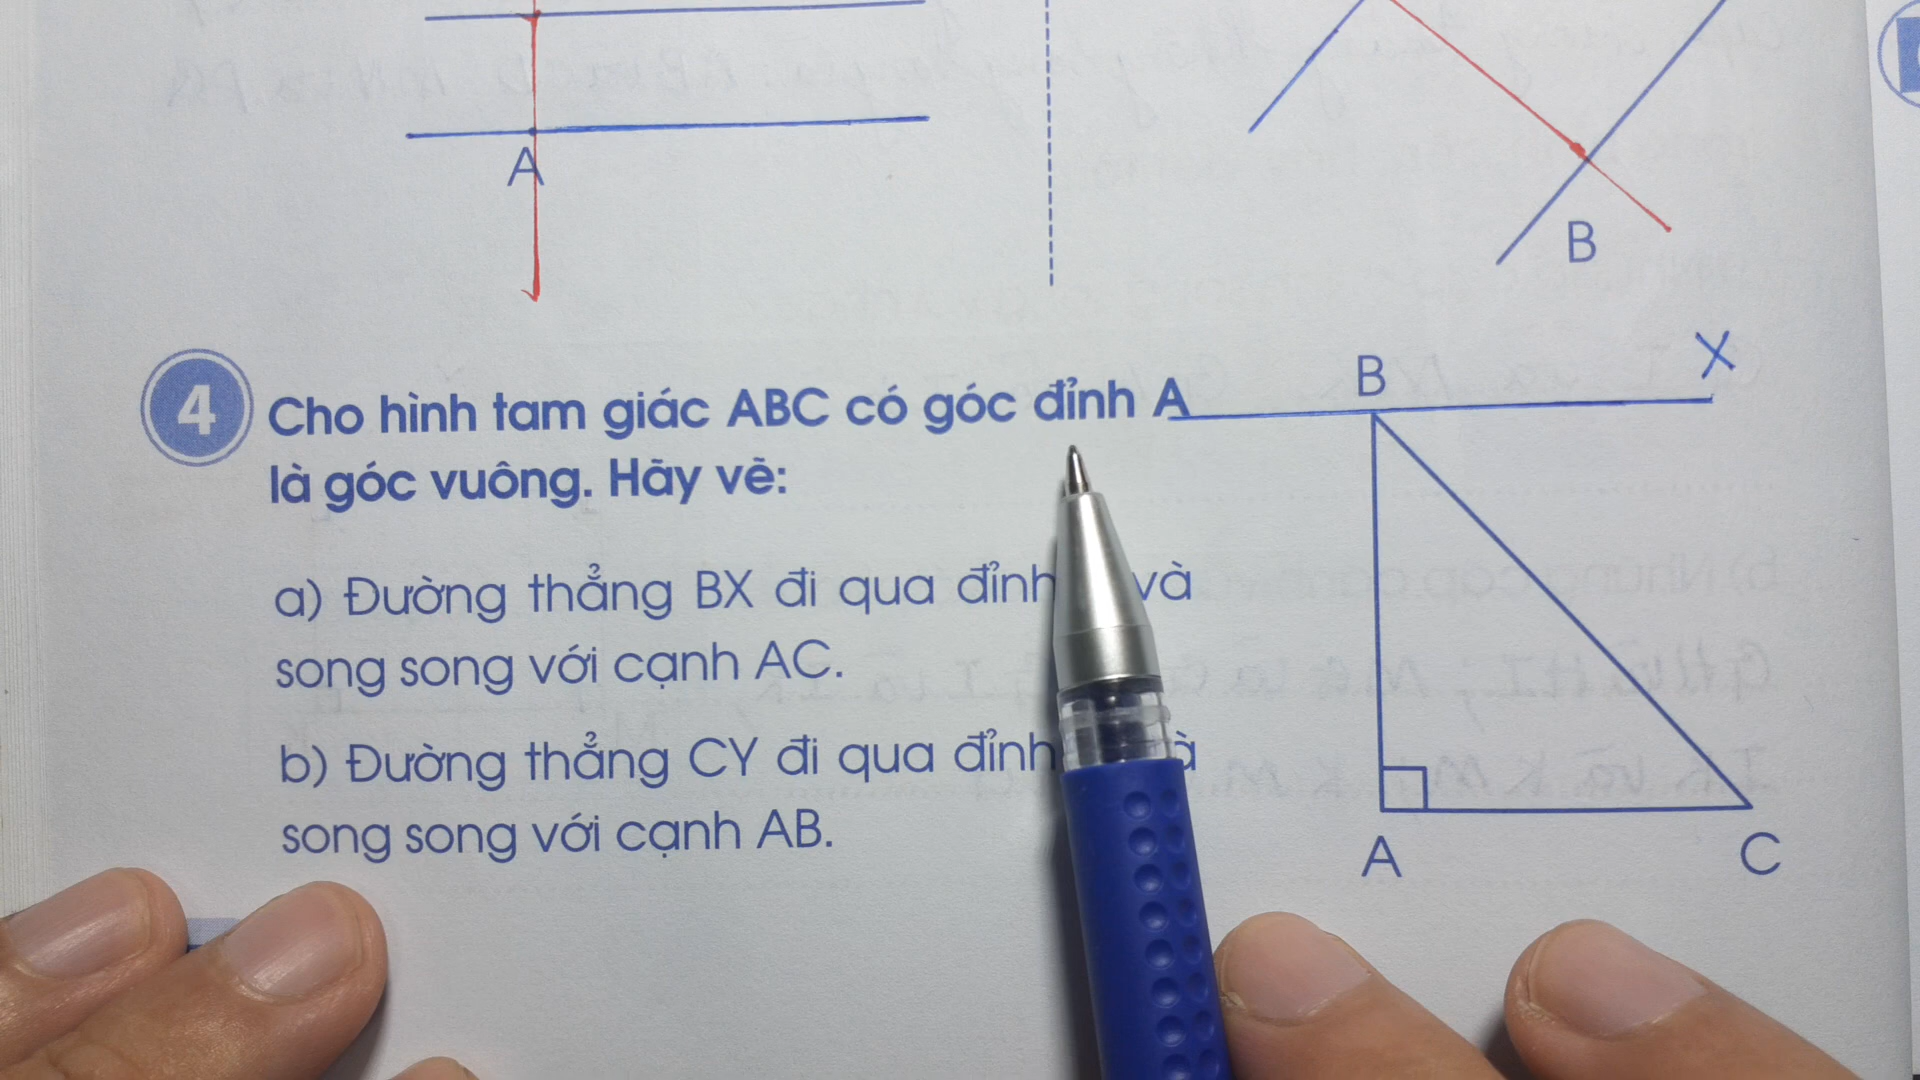 A
B
4
Cho hình tam giác ABC có góc đỉnh A
là góc vuông. Hãy vẽ:
B
X
a) Đường thẳng BX đi qua đỉnh và
song song với cạnh AC.
b) Đường thẳng CY đi qua đỉnh
song song với cạnh AB.
A
C